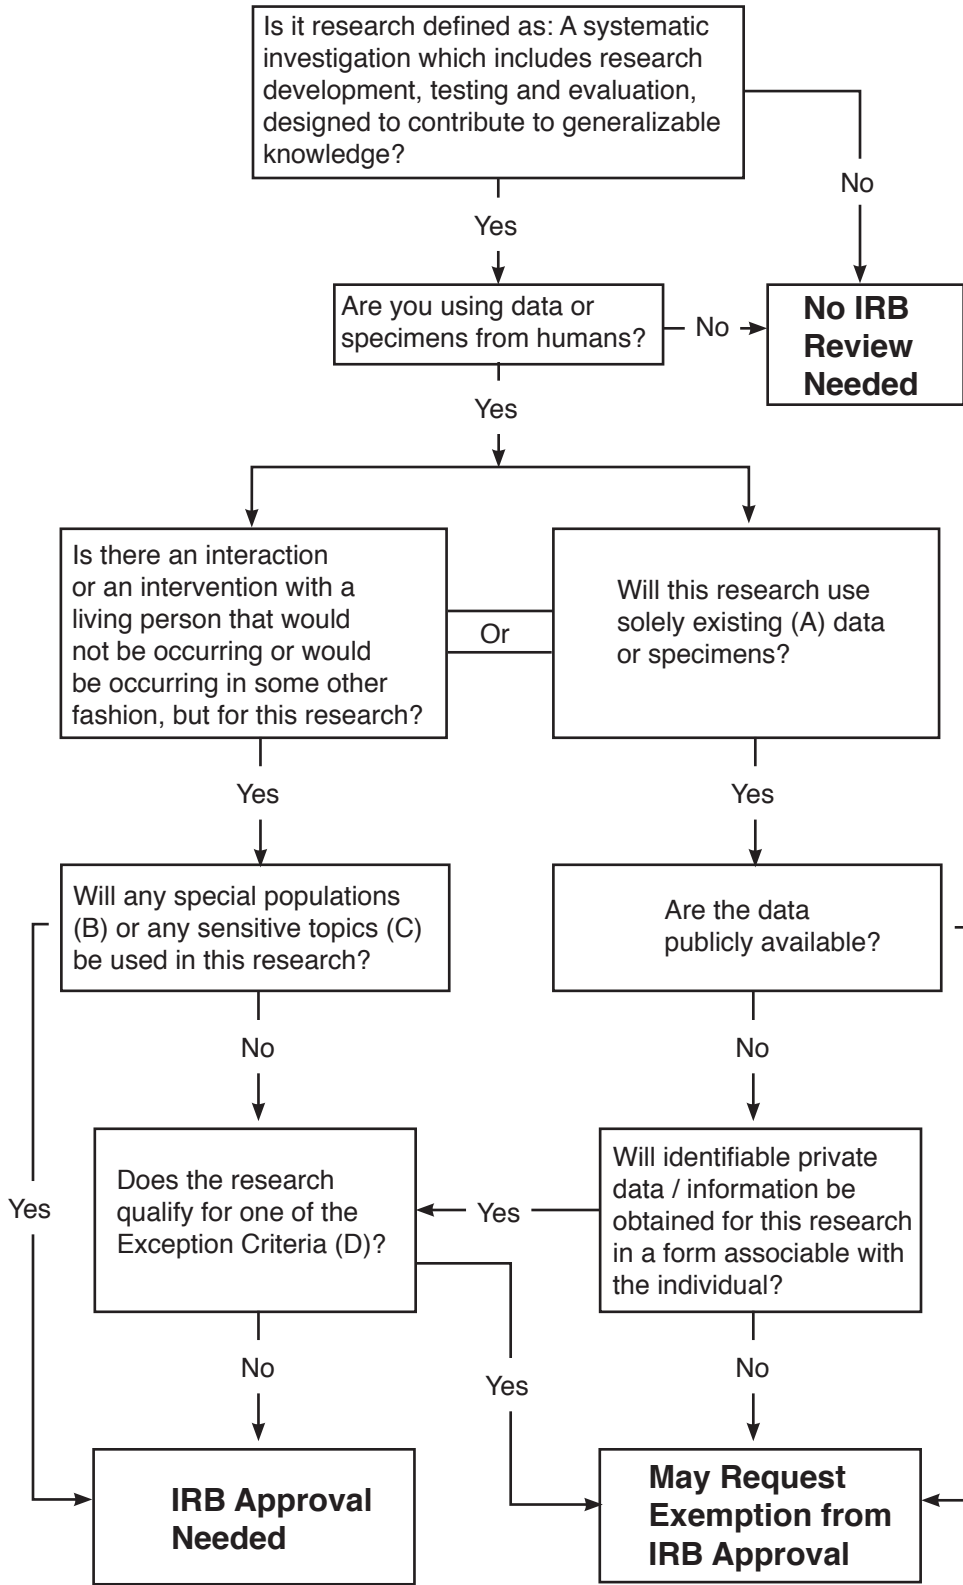 Is it research defined as: A systematic
investigation which includes research
development, testing and evaluation,
designed to contribute to generalizable
knowledge?
No
Yes
Are you using data or
specimens from humans?
No
No IRB
Review
Needed
Yes
Is there an interaction
or an intervention with a
living person that would
not be occurring or would
be occurring in some other
fashion, but for this research?
Or
Will this research use
solely existing (A) data
or specimens?
Yes
Yes
Will any special populations
(B) or any sensitive topics (C)
be used in this research?
Are the data
publicly available?
No
No
Does the research
qualify for one of the
Exception Criteria (D)?
Yes
Will identifiable private
data / information be
obtained for this research
in a form associable with
the individual?
Yes
No
Yes
No
IRB Approval
Needed
May Request
Exemption from
IRB Approval